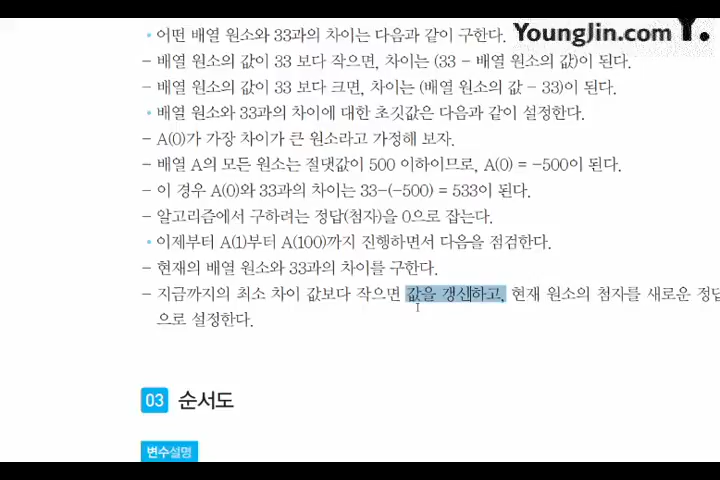 YoungJin.com Y.
• 어떤 배열 원소와 33과의 차이는 다음과 같이 구한다.
- 배열 원소의 값이 33 보다 작으면, 차이는 (33 - 배열 원소의 값)이 된다.
- 배열 원소의 값이 33 보다 크면, 차이는 (배열 원소의 값 - 33)이 된다.
• 배열 원소와 33과의 차이에 대한 초깃값은 다음과 같이 설정한다.
- A(0)가 가장 차이가 큰 원소라고 가정해 보자.
- 배열 A의 모든 원소는 절댓값이 500 이하이므로, A(0) = -500이 된다.
- 이 경우 A(0)와 33과의 차이는 33-(-500) = 533이 된다.
- 알고리즘에서 구하려는 정답(첨자)을 0으로 잡는다.
• 이제부터 A(1)부터 A(100)까지 진행하면서 다음을 점검한다.
- 현재의 배열 원소와 33과의 차이를 구한다.
- 지금까지의 최소 차이 값보다 작으면 값을 갱신하고, 현재 원소의 첨자를 새로운 정답
으로 설정한다.
03 순서도
변수설명